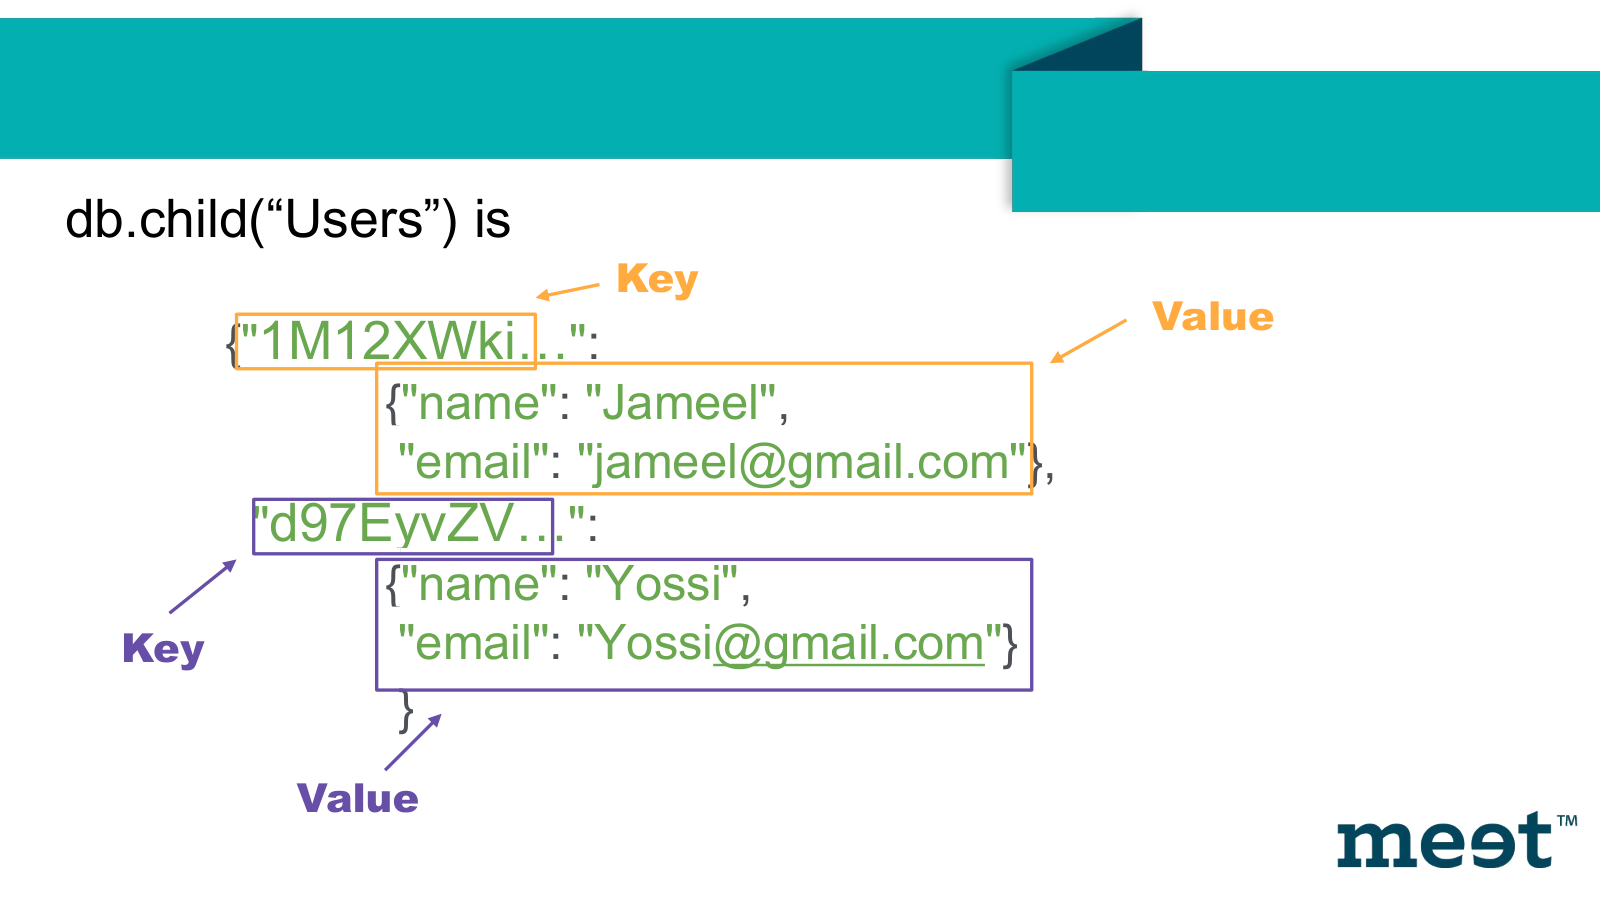 db.child(“Users”) is
Key
Value
{"1M12XWki…":
{"name": "Jameel",
"email": "jameel@gmail.com"},
"d97EyvZV…":
{"name": "Yossi",
"email": "Yossi@gmail.com"}
Key
}
Value
meet™